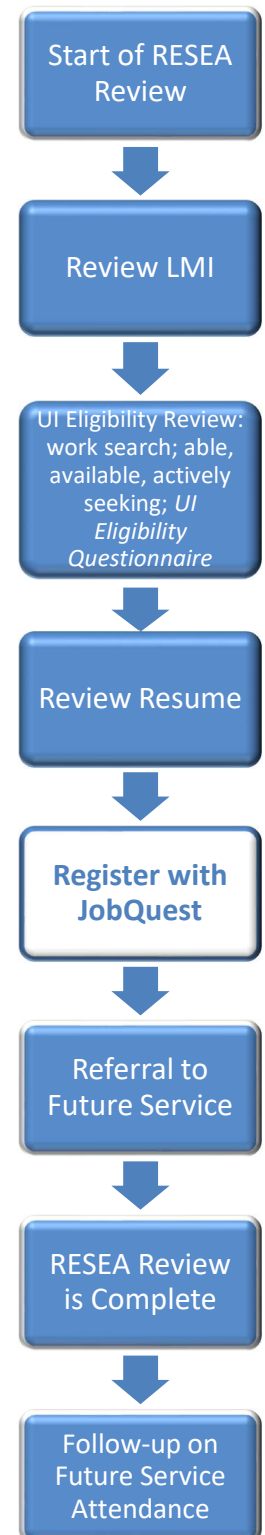 Start of RESEA
Review
Review LMI
UI Eligibility Review:
work search; able,
available, actively
seeking; UI
Eligibility
Questionnaire
Review Resume
Register with
JobQuest
Referral to
Future Service
RESEA Review
is Complete
Follow-up on
Future Service
Attendance